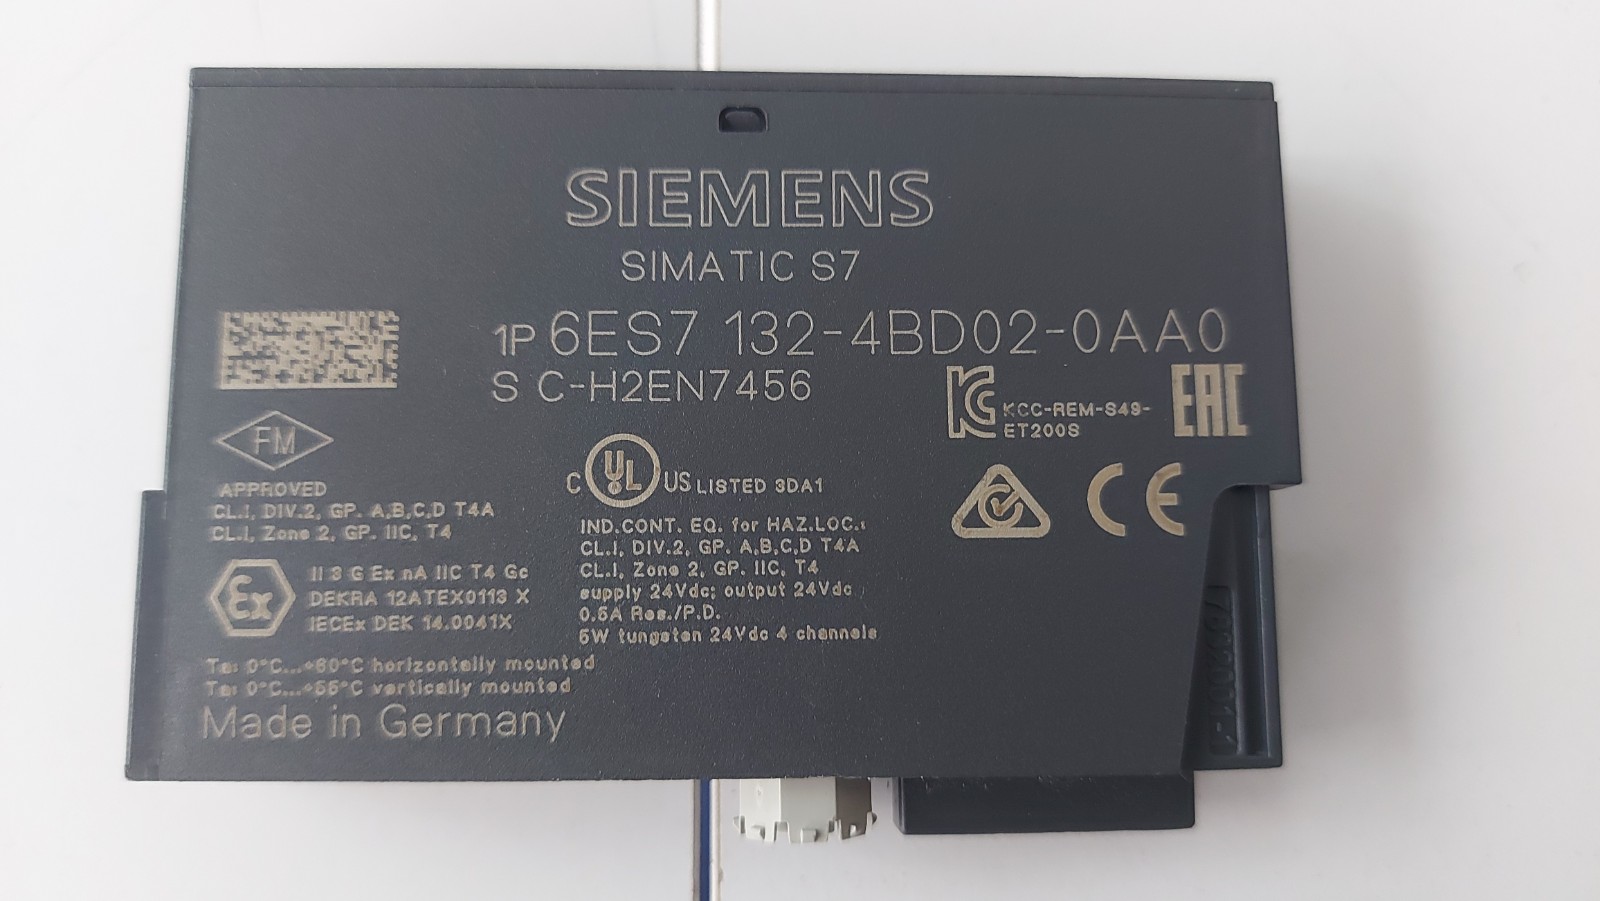 SIEMENS
SIMATIC S7
1P 6ES7 132-4BD02-0AA0
S C-H2EN7456
KCC-REM-S49-
ET200S
EAC
FM
APPROVED
CL.I, DIV.2, GP. A,B,C,D T4A
CL.I, Zone 2, GP. IIC, T4
C UL US LISTED 3DA1
IND.CONT. EQ. for HAZ.LOC.:
CL.I, DIV.2, GP. A,B,C,D T4A
CL.I, Zone 2, GP. IIC, T4
supply 24Vdc; output 24Vdc
0.5A Res./P.D.
5W tungsten 24Vdc 4 channels
CE
Ex
II 3 G Ex nA IIC T4 Gc
DEKRA 12ATEX0113 X
IECEx DEK 14.0041X
Ta: 0°C...+60°C horizontally mounted
Ta: 0°C...+55°C vertically mounted
Made in Germany